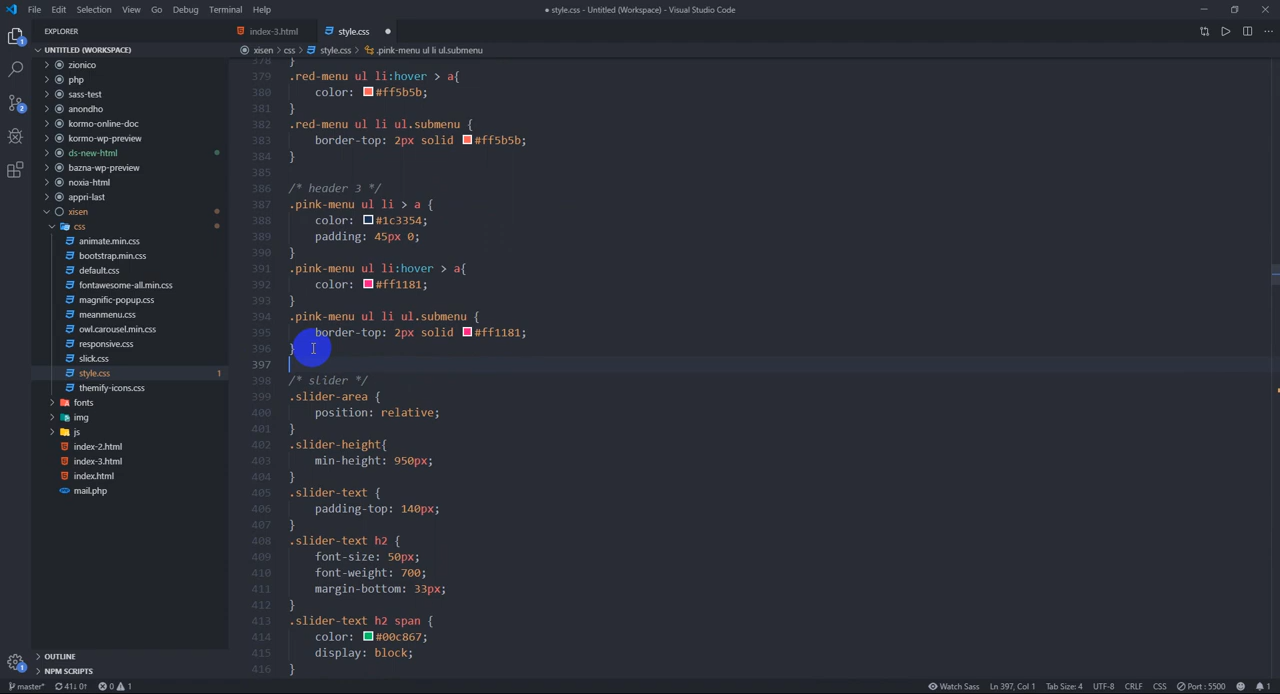 File Edit Selection View Go Debug Terminal Help
● style.css - Untitled (Workspace) - Visual Studio Code
EXPLORER
index-3.html
style.css
UNTITLED (WORKSPACE)
xisen > css > style.css > .pink-menu ul li ul.submenu
zionico
php
sass-test
anondho
kormo-online-doc
kormo-wp-preview
ds-new-html
bazna-wp-preview
noxia-html
appri-last
xisen
css
animate.min.css
bootstrap.min.css
default.css
fontawesome-all.min.css
magnific-popup.css
meanmenu.css
owl.carousel.min.css
responsive.css
slick.css
style.css 1
themify-icons.css
fonts
img
js
index-2.html
index-3.html
index.html
mail.php
OUTLINE
NPM SCRIPTS
1
2
1
378 }
379 .red-menu ul li:hover > a{
380 color: #ff5b5b;
381 }
382 .red-menu ul li ul.submenu {
383 border-top: 2px solid #ff5b5b;
384 }
385
386 /* header 3 */
387 .pink-menu ul li > a {
388 color: #1c3354;
389 padding: 45px 0;
390 }
391 .pink-menu ul li:hover > a{
392 color: #ff1181;
393 }
394 .pink-menu ul li ul.submenu {
395 border-top: 2px solid #ff1181;
396 }
397
398 /* slider */
399 .slider-area {
400 position: relative;
401 }
402 .slider-height{
403 min-height: 950px;
404 }
405 .slider-text {
406 padding-top: 140px;
407 }
408 .slider-text h2 {
409 font-size: 50px;
410 font-weight: 700;
411 margin-bottom: 33px;
412 }
413 .slider-text h2 span {
414 color: #00c867;
415 display: block;
416 }
master* 41↓ 0↑ 0 1
Watch Sass Ln 397, Col 1 Tab Size: 4 UTF-8 CRLF CSS Port : 5500 1